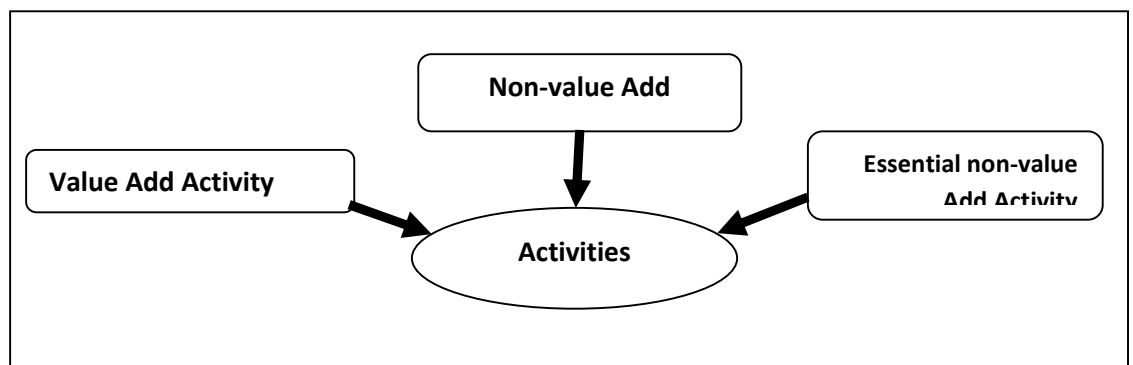 Non-value Add
Value Add Activity
Essential non-value
Add Activity
Activities